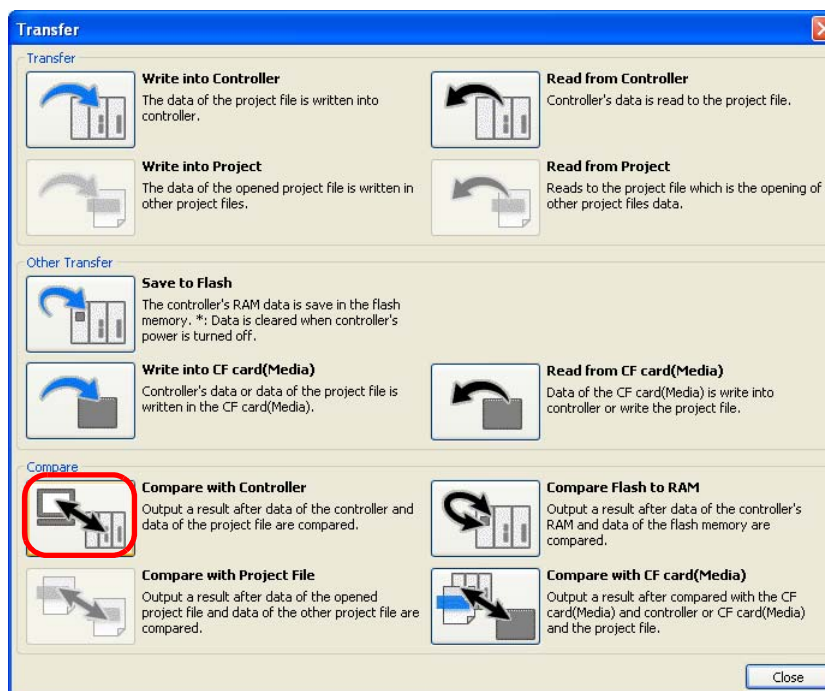 Transfer
Transfer
Write into Controller
The data of the project file is written into
controller.
Read from Controller
Controller's data is read to the project file.
Write into Project
The data of the opened project file is written in
other project files.
Read from Project
Reads to the project file which is the opening of
other project files data.
Other Transfer
Save to Flash
The controller's RAM data is save in the flash
memory. *: Data is cleared when controller's
power is turned off.
Write into CF card(Media)
Controller's data or data of the project file is
written in the CF card(Media).
Read from CF card(Media)
Data of the CF card(Media) is write into
controller or write the project file.
Compare
Compare with Controller
Output a result after data of the controller and
data of the project file are compared.
Compare Flash to RAM
Output a result after data of the controller's
RAM and data of the flash memory are
compared.
Compare with Project File
Output a result after data of the opened
project file and data of the other project file are
compared.
Compare with CF card(Media)
Output a result after compared with the CF
card(Media) and controller or CF card(Media)
and the project file.
Close